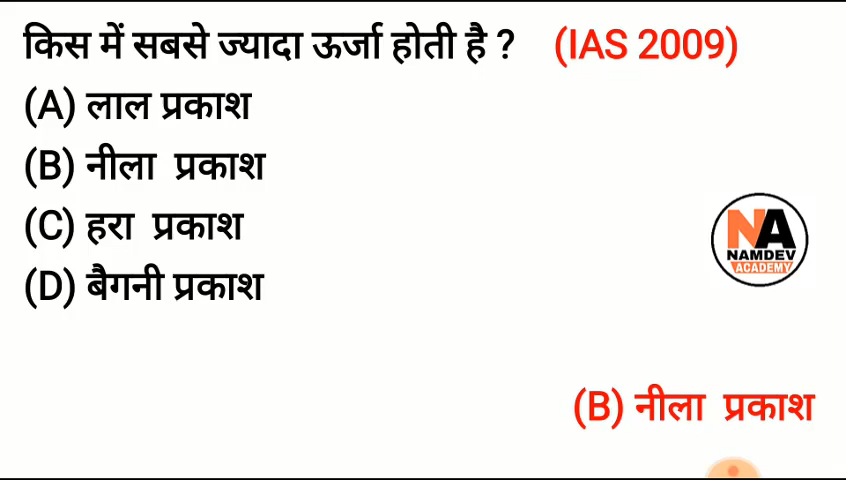 किस में सबसे ज्यादा ऊर्जा होती है ? (IAS 2009)
(A) लाल प्रकाश
(B) नीला प्रकाश
(C) हरा प्रकाश
(D) बैगनी प्रकाश
NA
NAMDEV
ACADEMY
(B) नीला प्रकाश